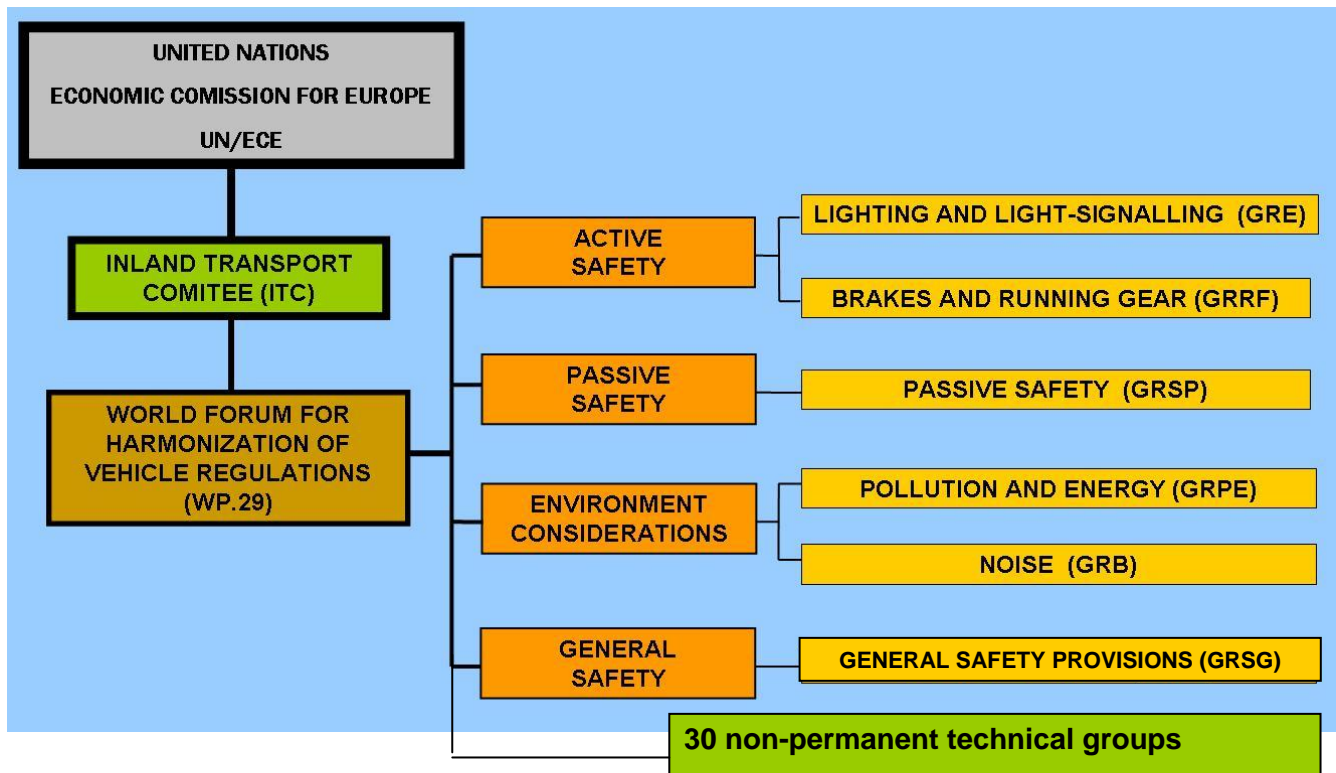 UNITED NATIONS
ECONOMIC COMISSION FOR EUROPE
UN/ECE
INLAND TRANSPORT
COMITEE (ITC)
WORLD FORUM FOR
HARMONIZATION OF
VEHICLE REGULATIONS
(WP.29)
ACTIVE
SAFETY
LIGHTING AND LIGHT-SIGNALLING (GRE)
BRAKES AND RUNNING GEAR (GRRF)
PASSIVE
SAFETY
PASSIVE SAFETY (GRSP)
ENVIRONMENT
CONSIDERATIONS
POLLUTION AND ENERGY (GRPE)
NOISE (GRB)
GENERAL
SAFETY
GENERAL SAFETY PROVISIONS (GRSG)
30 non-permanent technical groups